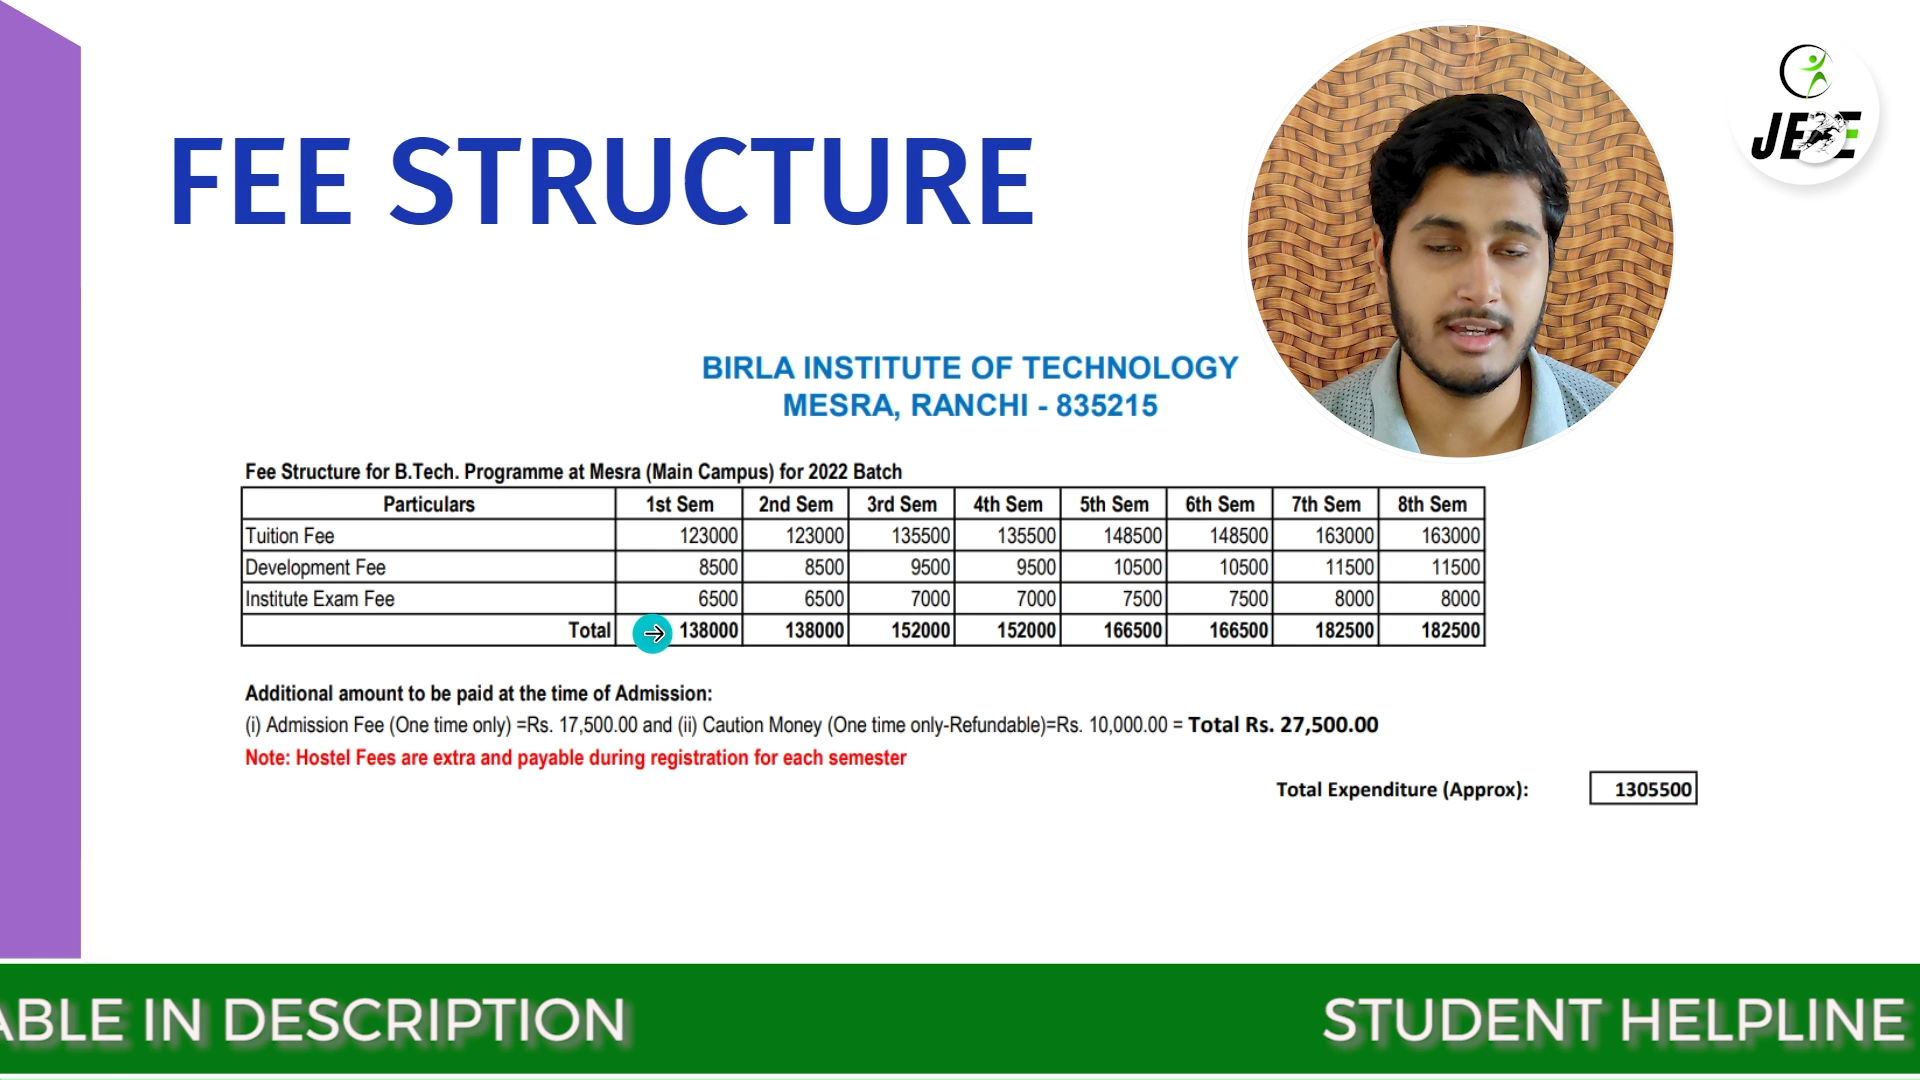 FEE STRUCTURE
JEE
BIRLA INSTITUTE OF TECHNOLOGY
MESRA, RANCHI - 835215
Fee Structure for B.Tech. Programme at Mesra (Main Campus) for 2022 Batch
Particulars 1st Sem 2nd Sem 3rd Sem 4th Sem 5th Sem 6th Sem 7th Sem 8th Sem
Tuition Fee 123000 123000 135500 135500 148500 148500 163000 163000
Development Fee 8500 8500 9500 9500 10500 10500 11500 11500
Institute Exam Fee 6500 6500 7000 7000 7500 7500 8000 8000
Total 138000 138000 152000 152000 166500 166500 182500 182500
Additional amount to be paid at the time of Admission:
(i) Admission Fee (One time only) =Rs. 17,500.00 and (ii) Caution Money (One time only-Refundable)=Rs. 10,000.00 = Total Rs. 27,500.00
Note: Hostel Fees are extra and payable during registration for each semester
Total Expenditure (Approx): 1305500
ABLE IN DESCRIPTION STUDENT HELPLINE